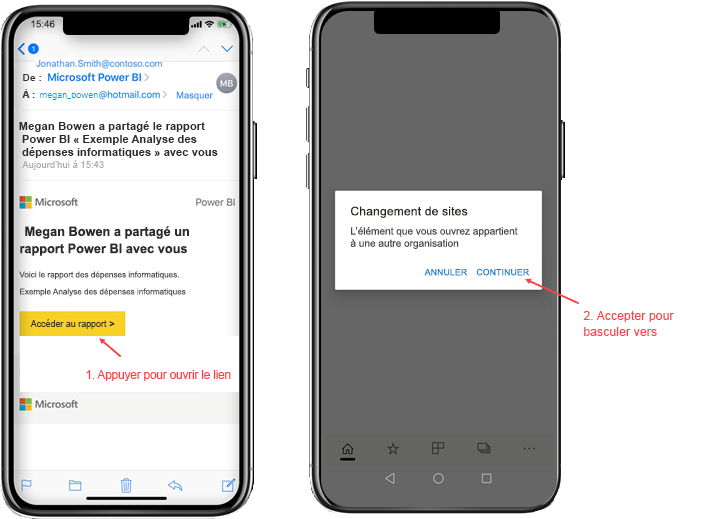 15:46
1
Jonathan.Smith@contoso.com
De : Microsoft Power BI
MB
À : megan_bowen@hotmail.com Masquer
Megan Bowen a partagé le rapport
Power BI « Exemple Analyse des
dépenses informatiques » avec vous
Aujourd'hui à 15:43
Microsoft Power BI
Megan Bowen a partagé un
rapport Power BI avec vous
Voici le rapport des dépenses informatiques.
Exemple Analyse des dépenses informatiques
Accéder au rapport >
1. Appuyer pour ouvrir le lien
Microsoft
Changement de sites
L'élément que vous ouvrez appartient
à une autre organisation
ANNULER CONTINUER
2. Accepter pour
basculer vers